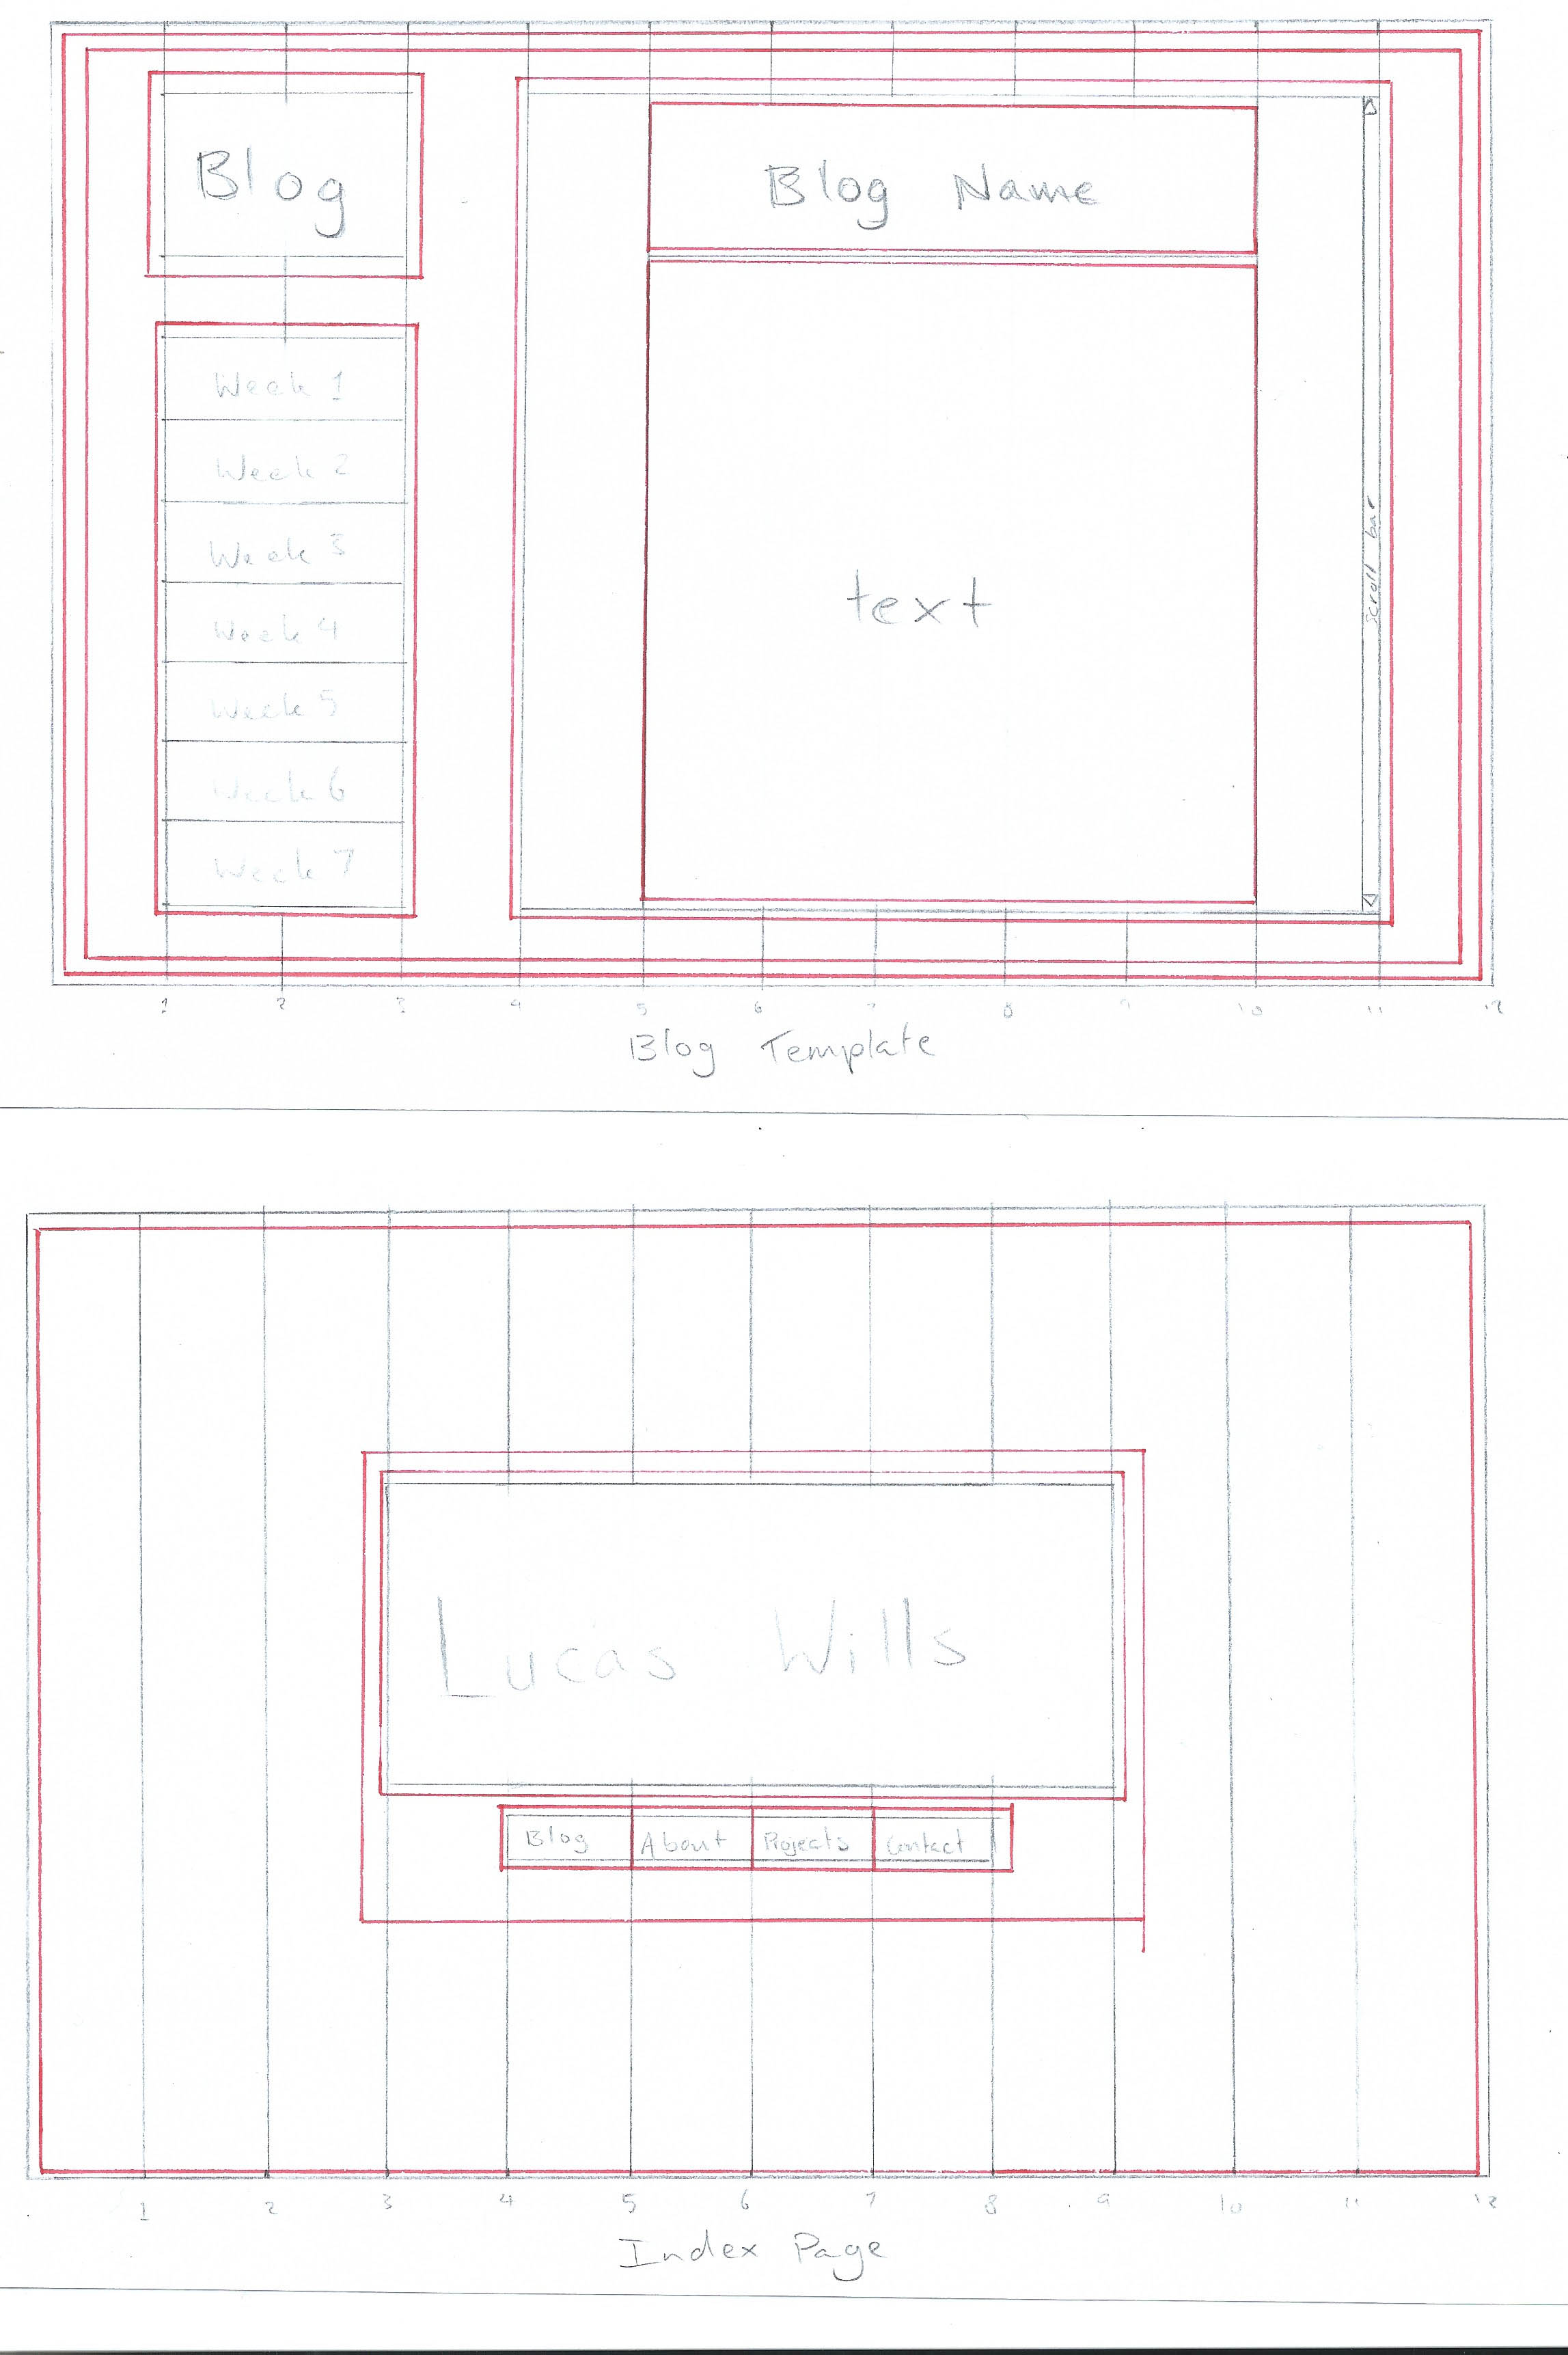 Blog
Blog Name
Week 1
Week 2
Week 3
Week 4
Week 5
Week 6
Week 7
text
scroll bar
1 2 3 4 5 6 7 8 9 10 11 12
Blog Template
Lucas Wills
Blog About Projects Contact
1 2 3 4 5 6 7 8 9 10 11 12
Index Page